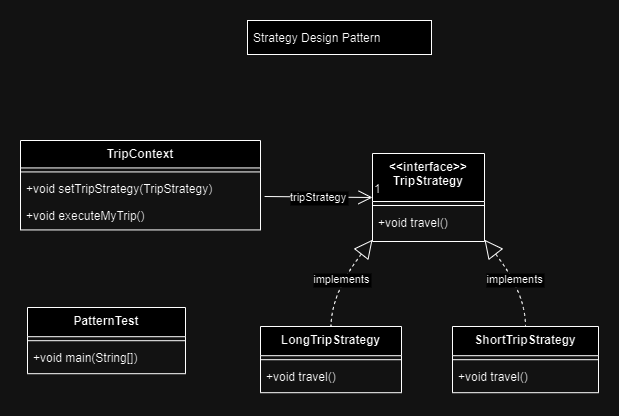 Strategy Design Pattern
TripContext
+void setTripStrategy(TripStrategy)
+void executeMyTrip()
tripStrategy
1
<<interface>>
TripStrategy
+void travel()
implements
implements
PatternTest
+void main(String[])
LongTripStrategy
+void travel()
ShortTripStrategy
+void travel()